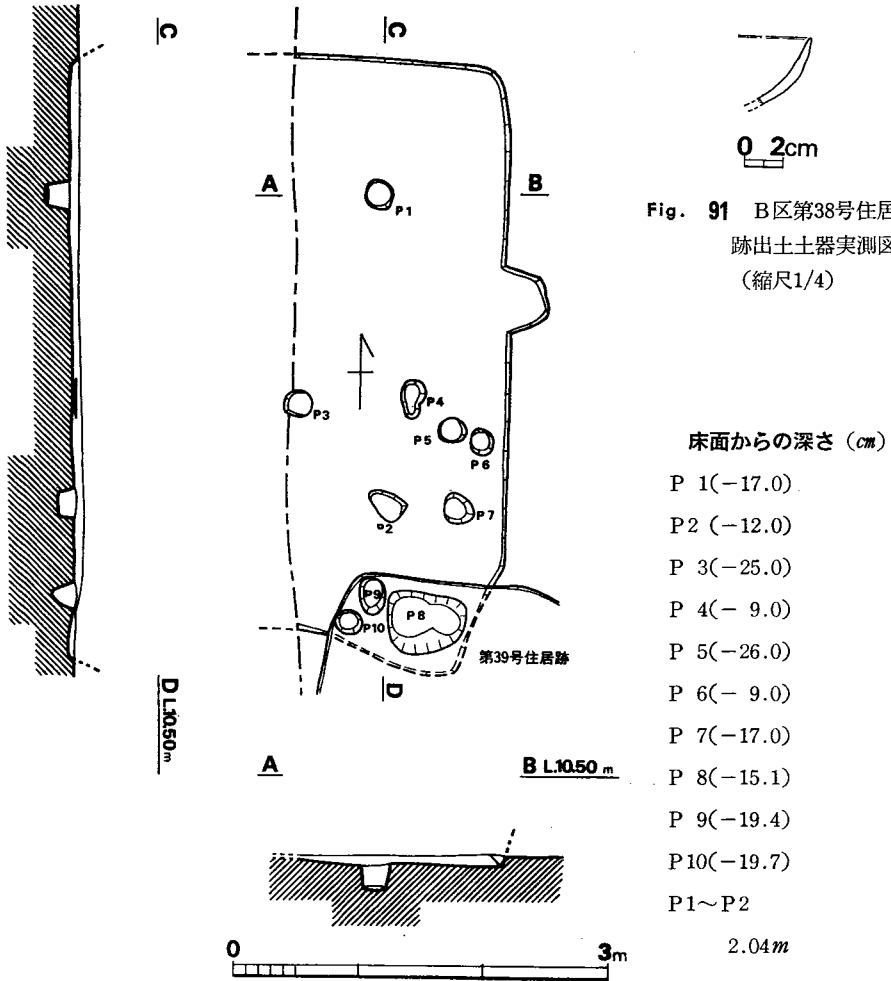 C
C
A
B
P1
P3
P4
P5
P6
P2
P7
P9
P8
P10
第39号住居跡
D
D L.10.50m
A
B L.10.50 m
0 3m
0 2cm
Fig. 91 B区第38号住居
跡出土土器実測図
(縮尺1/4)
床面からの深さ (cm)
P 1(-17.0)
P2 (-12.0)
P 3(-25.0)
P 4(- 9.0)
P 5(-26.0)
P 6(- 9.0)
P 7(-17.0)
P 8(-15.1)
P 9(-19.4)
P10(-19.7)
P1〜P2
2.04m